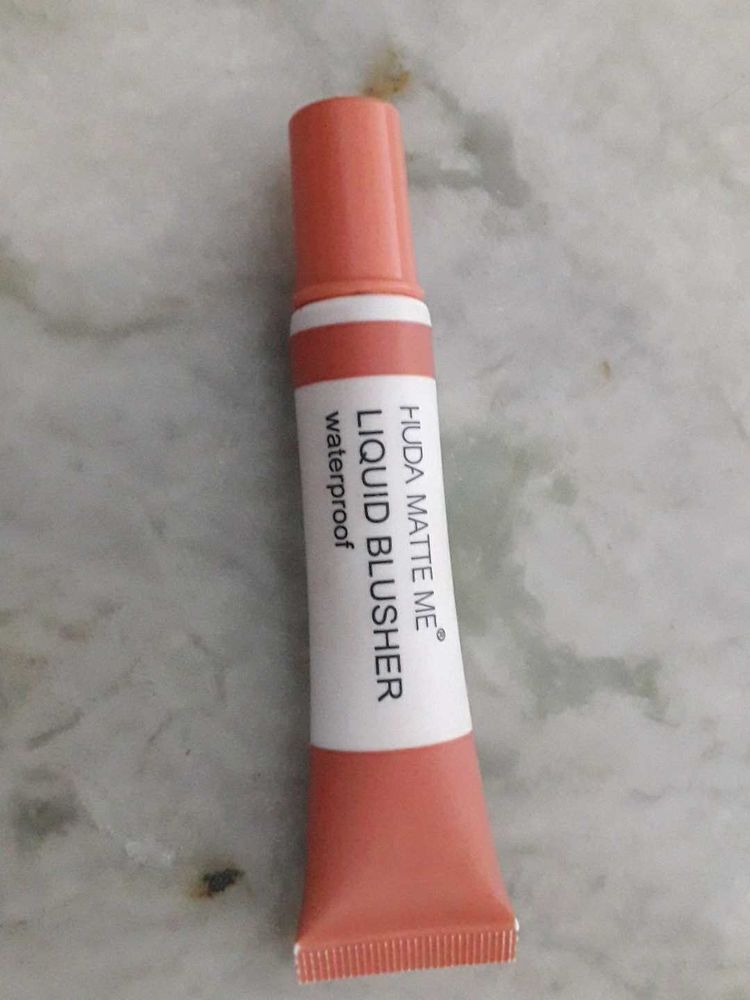 HUDA MATTE ME®
LIQUID BLUSHER
waterproof